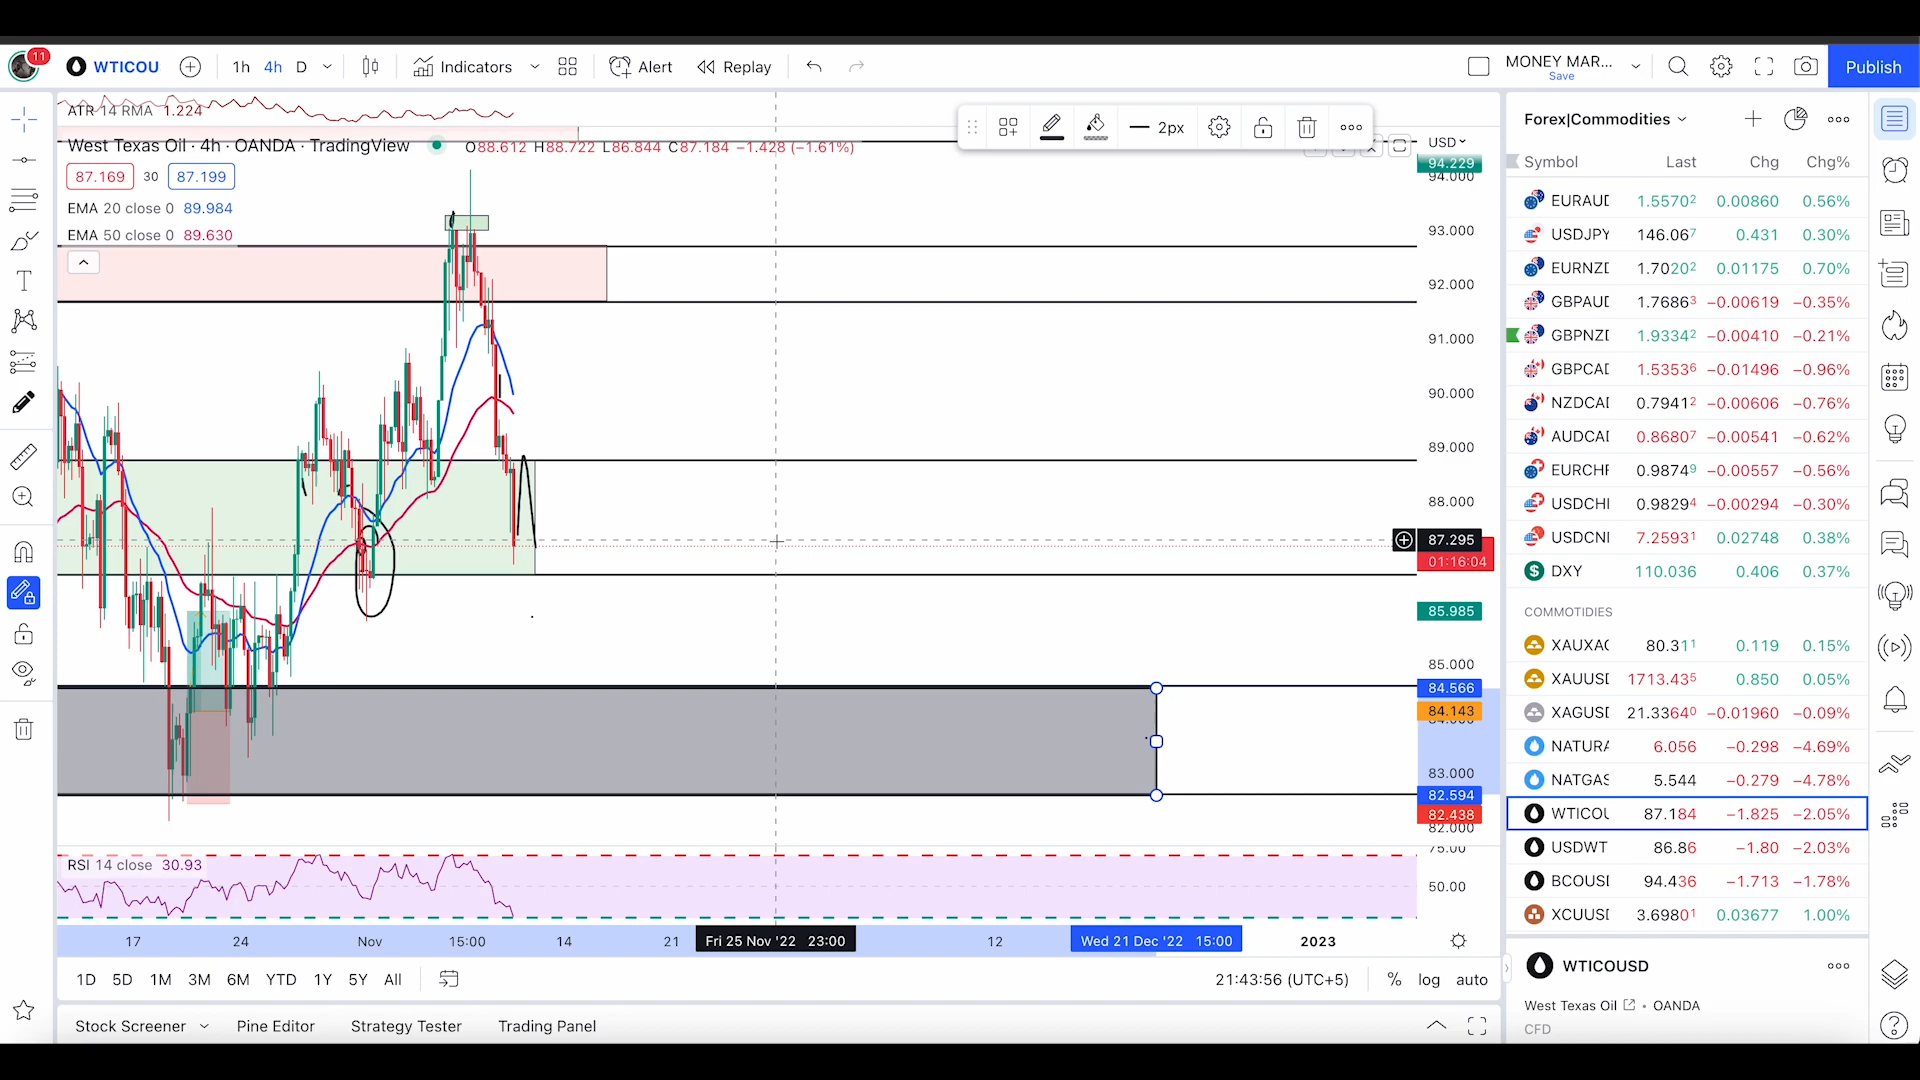 11
WTICOU
1h 4h D
Indicators
Alert
Replay
MONEY MAR...
Save
Publish
ATR 14 RMA 1.224
West Texas Oil · 4h · OANDA · TradingView
O88.612 H88.722 L86.844 C87.184 −1.428 (−1.61%)
87.169 30 87.199
EMA 20 close 0 89.984
EMA 50 close 0 89.630
2px
USD
94.229
94.000
93.000
92.000
91.000
90.000
89.000
88.000
87.295
01:16:04
85.985
85.000
84.566
84.143
83.000
82.594
82.438
82.000
RSI 14 close 30.93
75.00
50.00
17 24 Nov 15:00 14 21 Fri 25 Nov '22 23:00 12 Wed 21 Dec '22 15:00 2023
1D 5D 1M 3M 6M YTD 1Y 5Y All
21:43:56 (UTC+5) % log auto
Stock Screener Pine Editor Strategy Tester Trading Panel
Forex|Commodities
Symbol Last Chg Chg%
EURAUD 1.55702 0.00860 0.56%
USDJPY 146.067 0.431 0.30%
EURNZD 1.70202 0.01175 0.70%
GBPAUD 1.76863 −0.00619 −0.35%
GBPNZD 1.93342 −0.00410 −0.21%
GBPCAD 1.53536 −0.01496 −0.96%
NZDCAD 0.79412 −0.00606 −0.76%
AUDCAD 0.86807 −0.00541 −0.62%
EURCHF 0.98749 −0.00557 −0.56%
USDCHF 0.98294 −0.00294 −0.30%
USDCNH 7.25931 0.02748 0.38%
DXY 110.036 0.406 0.37%
COMMOTIDIES
XAUXAG 80.311 0.119 0.15%
XAUUSD 1713.435 0.850 0.05%
XAGUSD 21.33640 −0.01960 −0.09%
NATURA 6.056 −0.298 −4.69%
NATGAS 5.544 −0.279 −4.78%
WTICOU 87.184 −1.825 −2.05%
USDWT 86.86 −1.80 −2.03%
BCOUSD 94.436 −1.713 −1.78%
XCUUSD 3.69801 0.03677 1.00%
WTICOUSD
West Texas Oil · OANDA
CFD